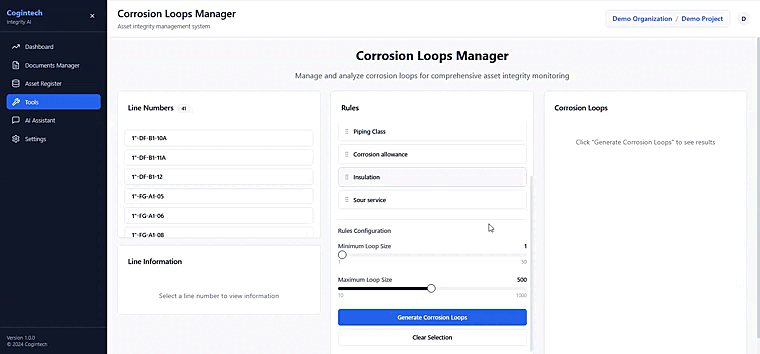 Cogintech
Integrity AI
×
Dashboard
Documents Manager
Asset Register
Tools
AI Assistant
Settings
Version 1.0.0
© 2024 Cogintech
Corrosion Loops Manager
Asset integrity management system
Demo Organization / Demo Project
D
Corrosion Loops Manager
Manage and analyze corrosion loops for comprehensive asset integrity monitoring
Line Numbers 41
1"-DF-B1-10A
1"-DF-B1-11A
1"-DF-B1-12
1"-FG-A1-05
1"-FG-A1-06
1"-FG-A1-08
Line Information
Select a line number to view information
Rules
Piping Class
Corrosion allowance
Insulation
Sour service
Rules Configuration
Minimum Loop Size 1
1 50
Maximum Loop Size 500
10 1000
Generate Corrosion Loops
Clear Selection
Corrosion Loops
Click "Generate Corrosion Loops" to see results